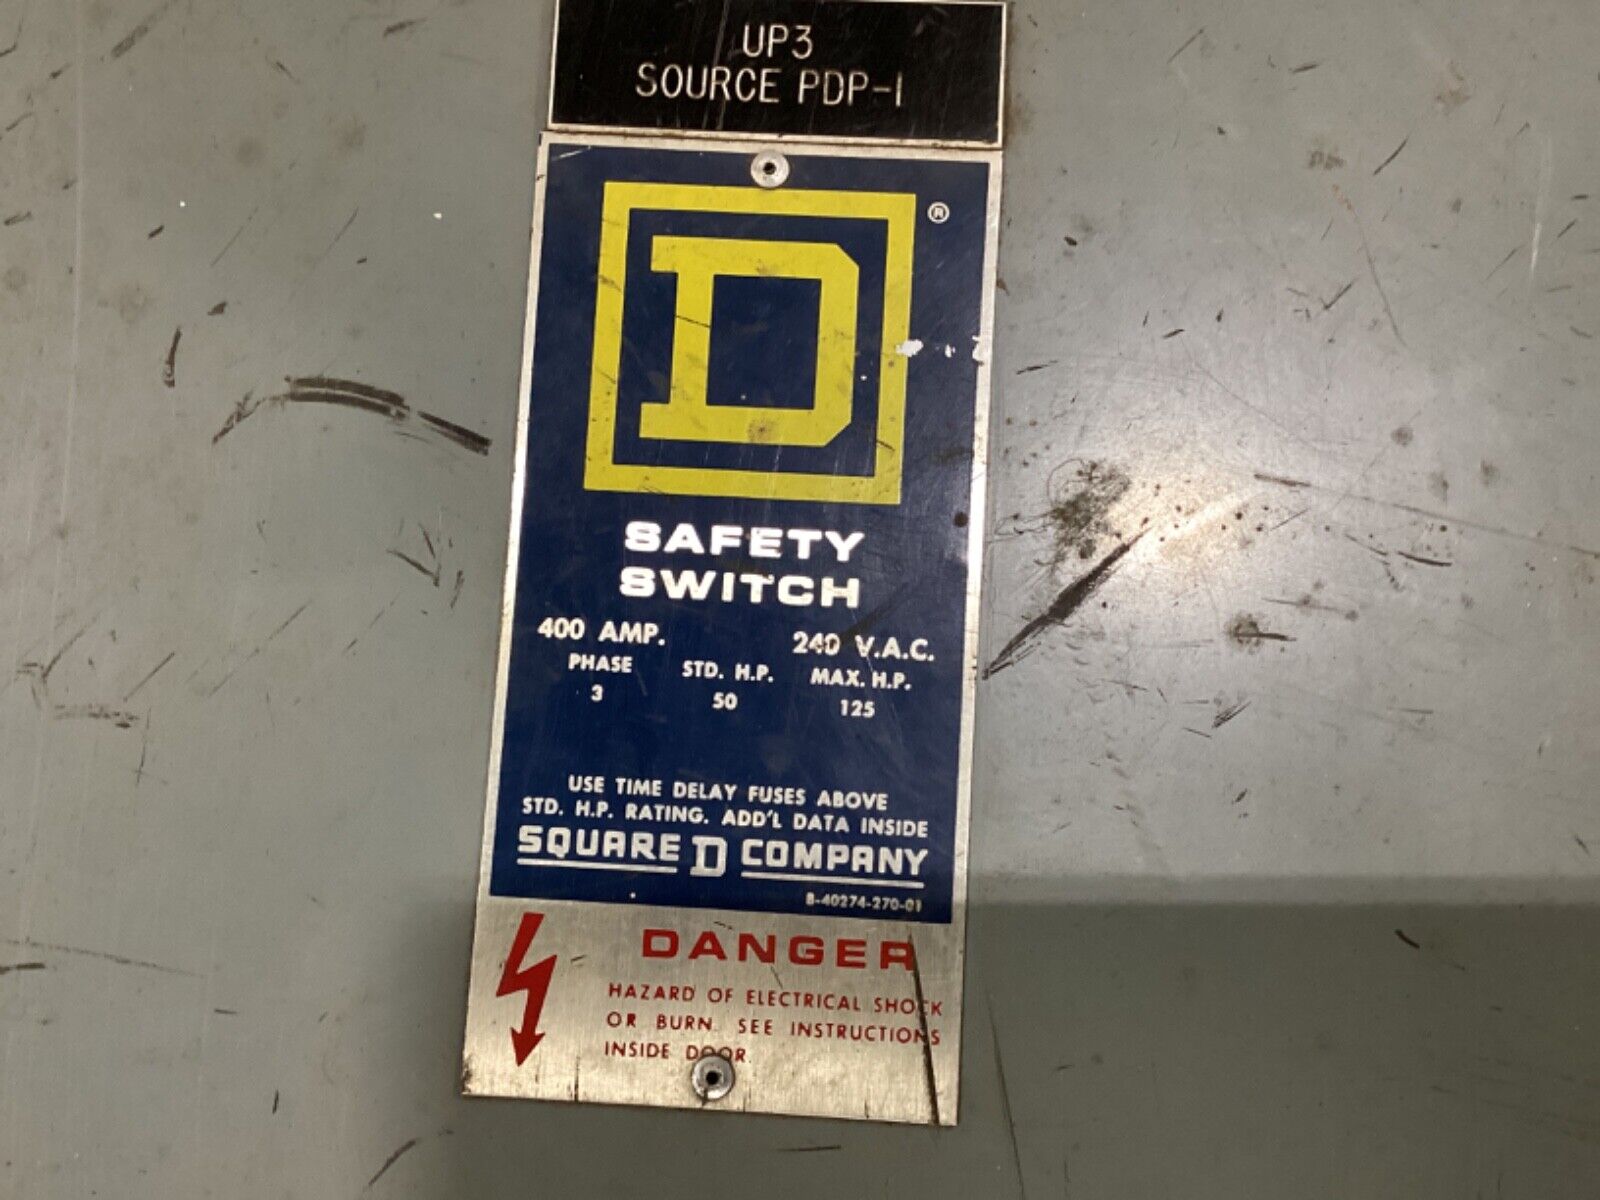 UP3
SOURCE PDP-1
D ®
SAFETY
SWITCH
400 AMP. 240 V.A.C.
PHASE STD. H.P. MAX. H.P.
3 50 125
USE TIME DELAY FUSES ABOVE
STD. H.P. RATING. ADD'L DATA INSIDE
SQUARE D COMPANY
B-40274-270-01
DANGER
HAZARD OF ELECTRICAL SHOCK
OR BURN. SEE INSTRUCTIONS
INSIDE DOOR